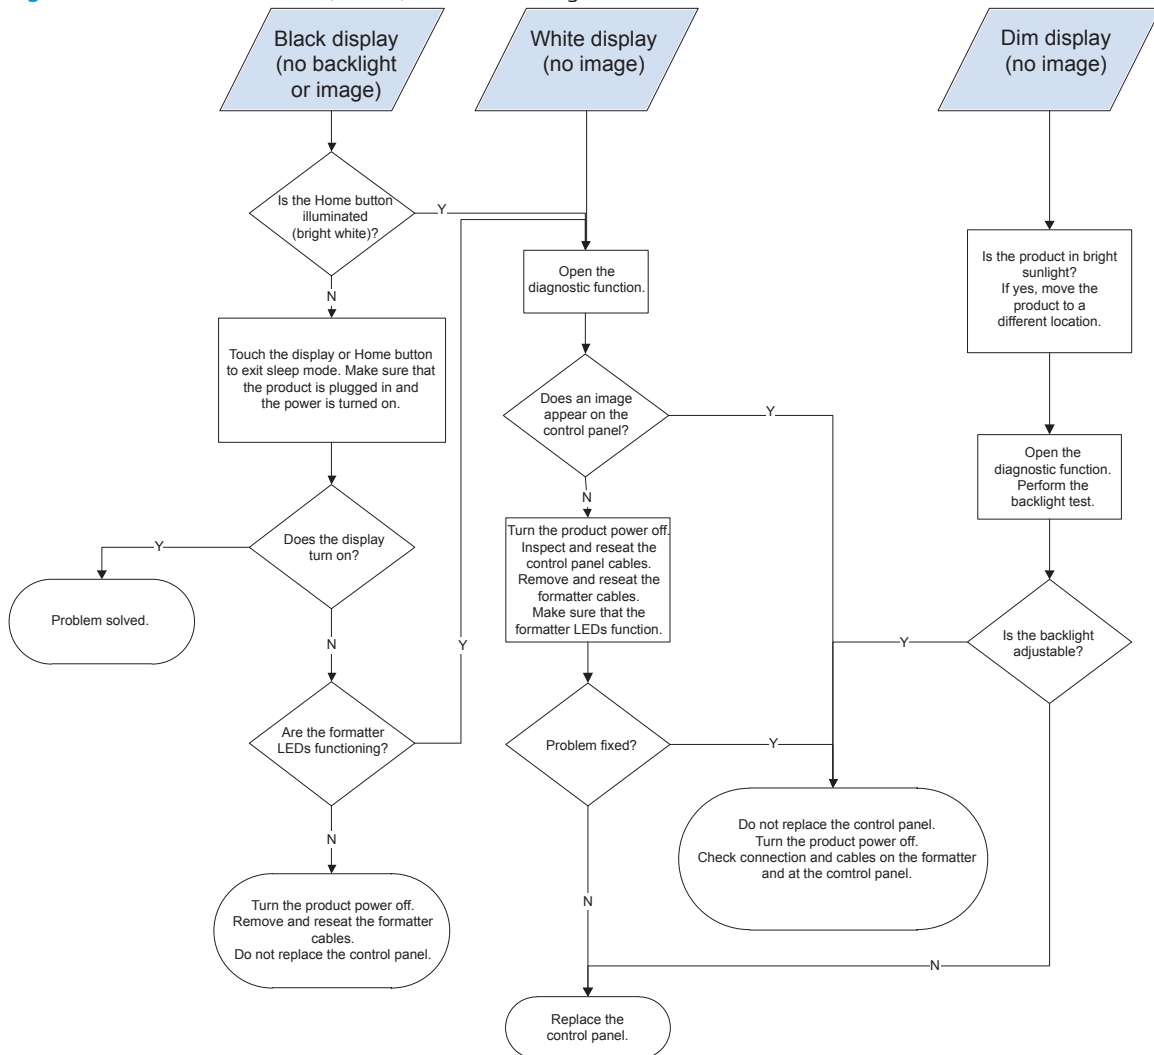 Black display
(no backlight
or image)
White display
(no image)
Dim display
(no image)
Is the Home button
illuminated
(bright white)?
Y
N
Touch the display or Home button
to exit sleep mode. Make sure that
the product is plugged in and
the power is turned on.
Does the display
turn on?
Y
Problem solved.
N
Are the formatter
LEDs functioning?
Y
N
Turn the product power off.
Remove and reseat the formatter
cables.
Do not replace the control panel.
Open the
diagnostic function.
Does an image
appear on the
control panel?
Y
N
Turn the product power off.
Inspect and reseat the
control panel cables.
Remove and reseat the
formatter cables.
Make sure that the
formatter LEDs function.
Problem fixed?
Y
N
Is the product in bright
sunlight?
If yes, move the
product to a
different location.
Open the
diagnostic function.
Perform the
backlight test.
Is the backlight
adjustable?
Y
N
Do not replace the control panel.
Turn the product power off.
Check connection and cables on the formatter
and at the comtrol panel.
Replace the
control panel.